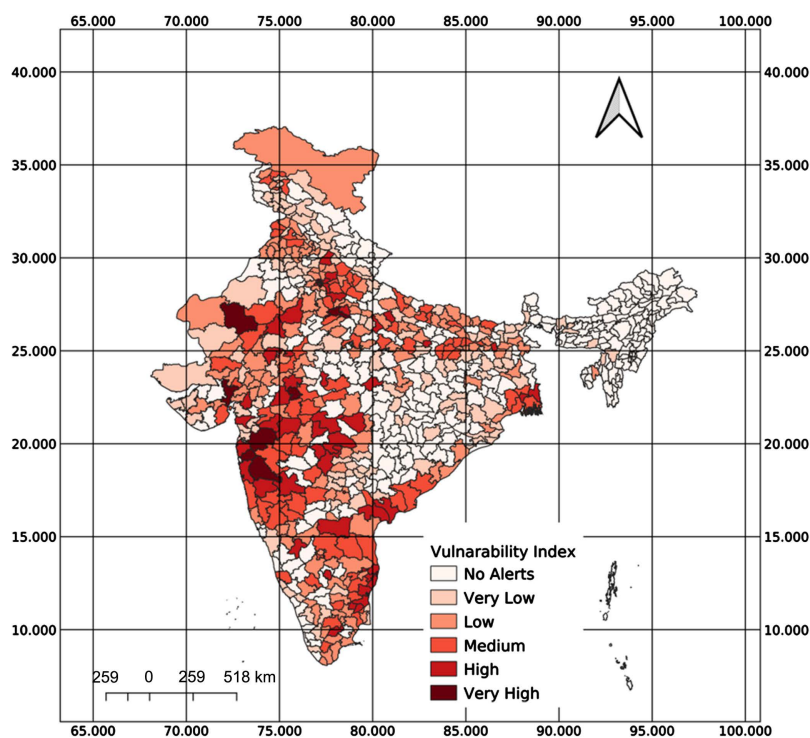 65.000 70.000 75.000 80.000 85.000 90.000 95.000 100.000
40.000 40.000
35.000 35.000
30.000 30.000
25.000 25.000
20.000 20.000
15.000 15.000
Vulnarability Index
No Alerts
Very Low
10.000 Low 10.000
Medium
259 0 259 518 km
High
Very High
65.000 70.000 75.000 80.000 85.000 90.000 95.000 100.000